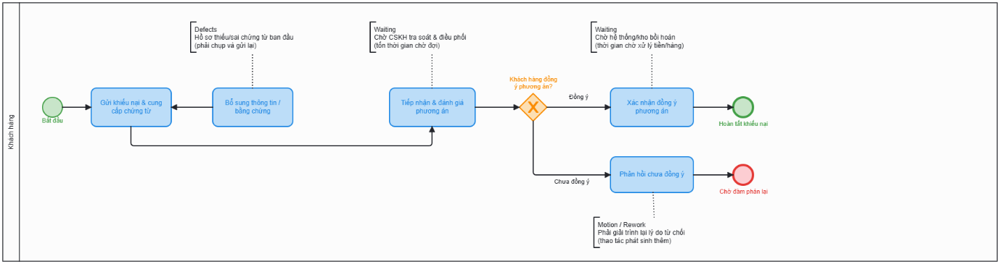 Khách hàng
Bắt đầu
Gửi khiếu nại & cung
cấp chứng từ
Defects
Hồ sơ thiếu/sai chứng từ ban đầu
(phải chụp và gửi lại)
Bổ sung thông tin /
bằng chứng
Waiting
Chờ CSKH tra soát & điều phối
(tốn thời gian chờ đợi)
Tiếp nhận & đánh giá
phương án
Khách hàng đồng
ý phương án?
Đồng ý
Chưa đồng ý
Waiting
Chờ hệ thống/kho bồi hoàn
(thời gian chờ xử lý tiền/hàng)
Xác nhận đồng ý
phương án
Hoàn tất khiếu nại
Phản hồi chưa đồng ý
Chờ đàm phán lại
Motion / Rework
Phải giải trình lại lý do từ chối
(thao tác phát sinh thêm)